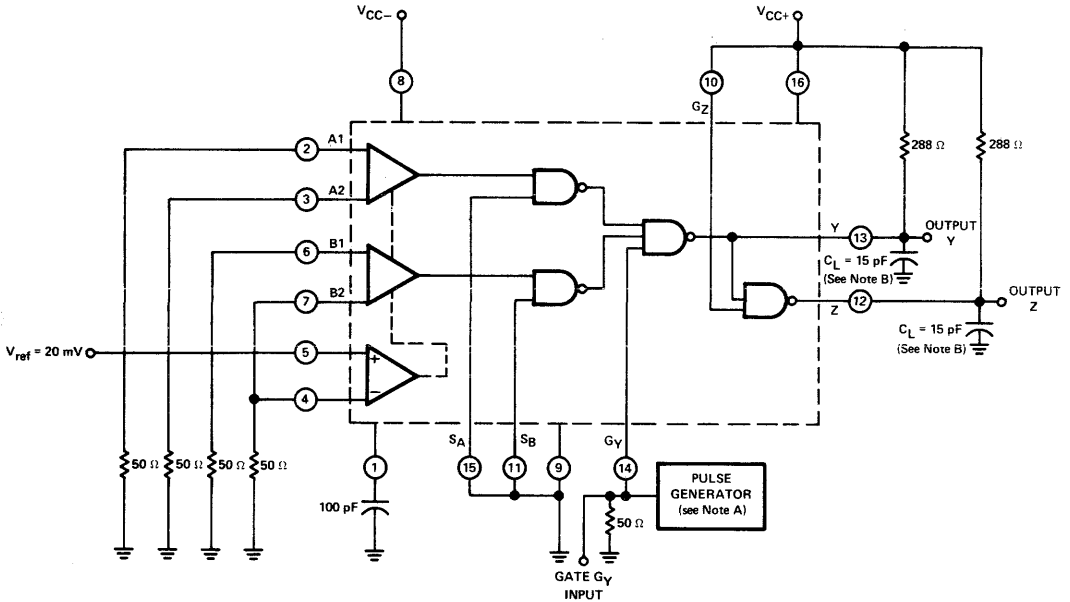 VCC−
VCC+
8
10
16
GZ
2
A1
288 Ω
288 Ω
3
A2
6
B1
Y
13
OUTPUT
Y
CL = 15 pF
(See Note B)
7
B2
12
Z
OUTPUT
Z
CL = 15 pF
(See Note B)
Vref = 20 mV
5
+
4
−
SA
SB
GY
50 Ω
50 Ω
50 Ω
50 Ω
1
15
11
9
14
PULSE
GENERATOR
(see Note A)
100 pF
50 Ω
GATE GY
INPUT